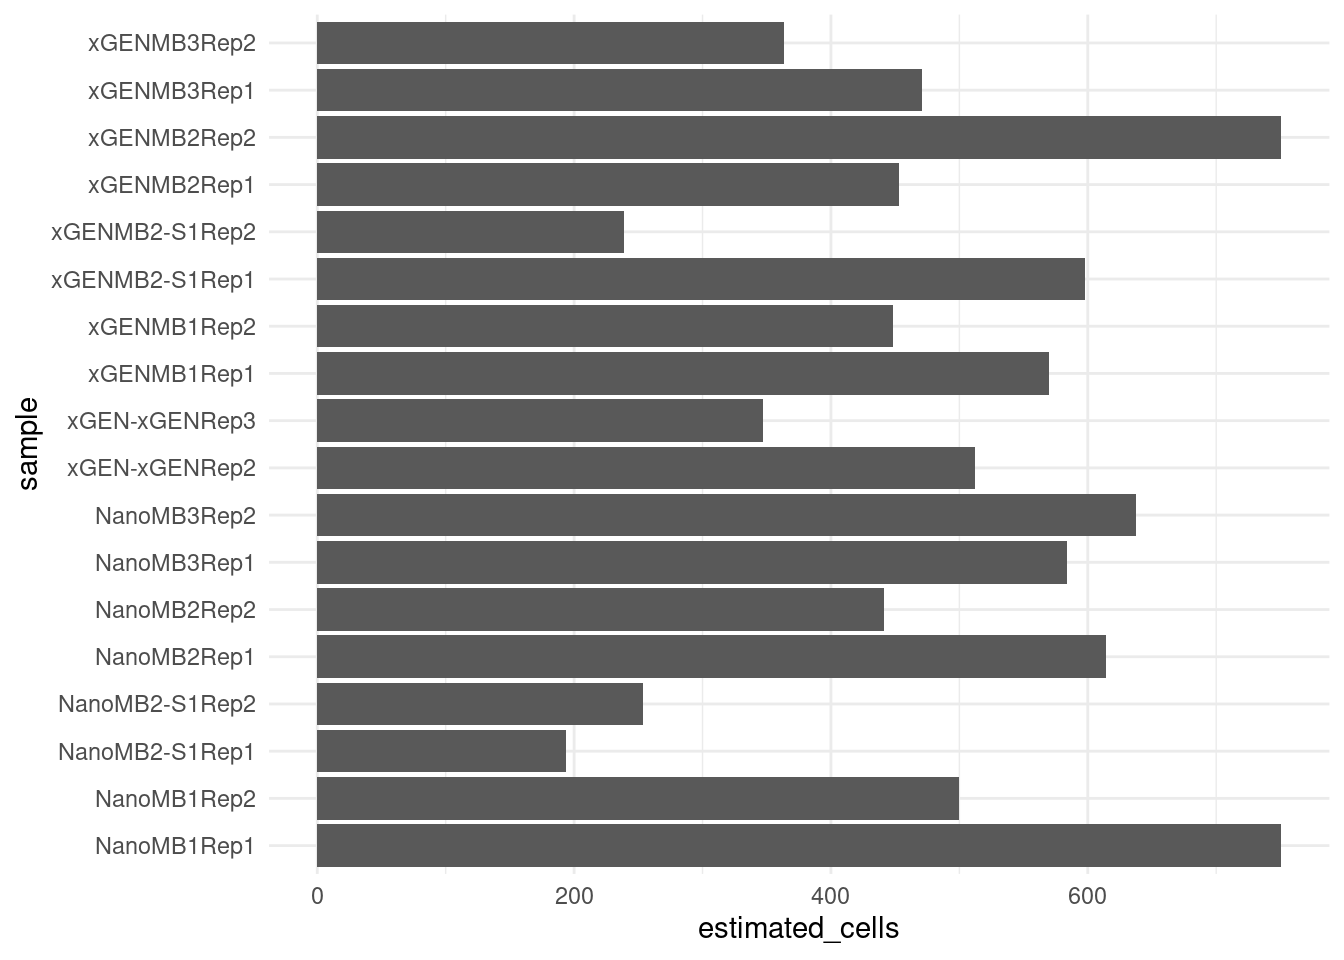 xGENMB3Rep2
xGENMB3Rep1
xGENMB2Rep2
xGENMB2Rep1
xGENMB2-S1Rep2
xGENMB2-S1Rep1
xGENMB1Rep2
xGENMB1Rep1
xGEN-xGENRep3
xGEN-xGENRep2
NanoMB3Rep2
NanoMB3Rep1
NanoMB2Rep2
NanoMB2Rep1
NanoMB2-S1Rep2
NanoMB2-S1Rep1
NanoMB1Rep2
NanoMB1Rep1
sample
0 200 400 600
estimated_cells